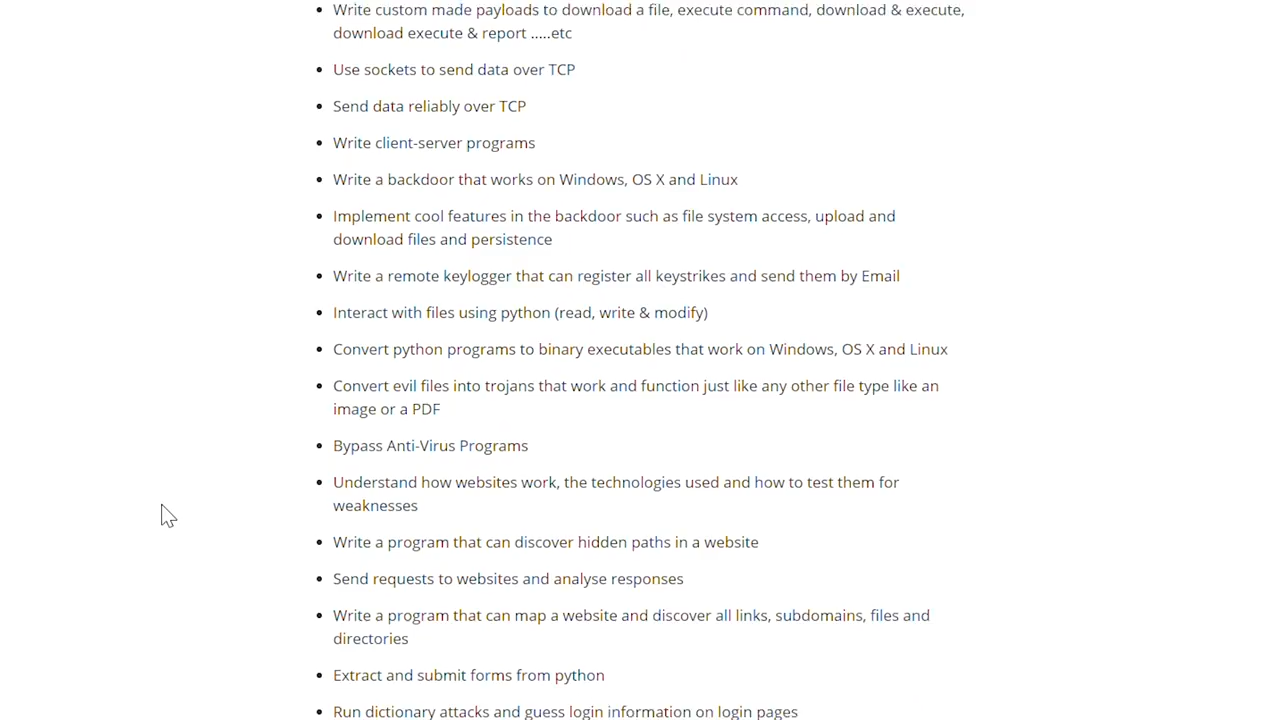 Write custom made payloads to download a file, execute command, download & execute,
download execute & report .....etc
Use sockets to send data over TCP
Send data reliably over TCP
Write client-server programs
Write a backdoor that works on Windows, OS X and Linux
Implement cool features in the backdoor such as file system access, upload and
download files and persistence
Write a remote keylogger that can register all keystrikes and send them by Email
Interact with files using python (read, write & modify)
Convert python programs to binary executables that work on Windows, OS X and Linux
Convert evil files into trojans that work and function just like any other file type like an
image or a PDF
Bypass Anti-Virus Programs
Understand how websites work, the technologies used and how to test them for
weaknesses
Write a program that can discover hidden paths in a website
Send requests to websites and analyse responses
Write a program that can map a website and discover all links, subdomains, files and
directories
Extract and submit forms from python
Run dictionary attacks and guess login information on login pages